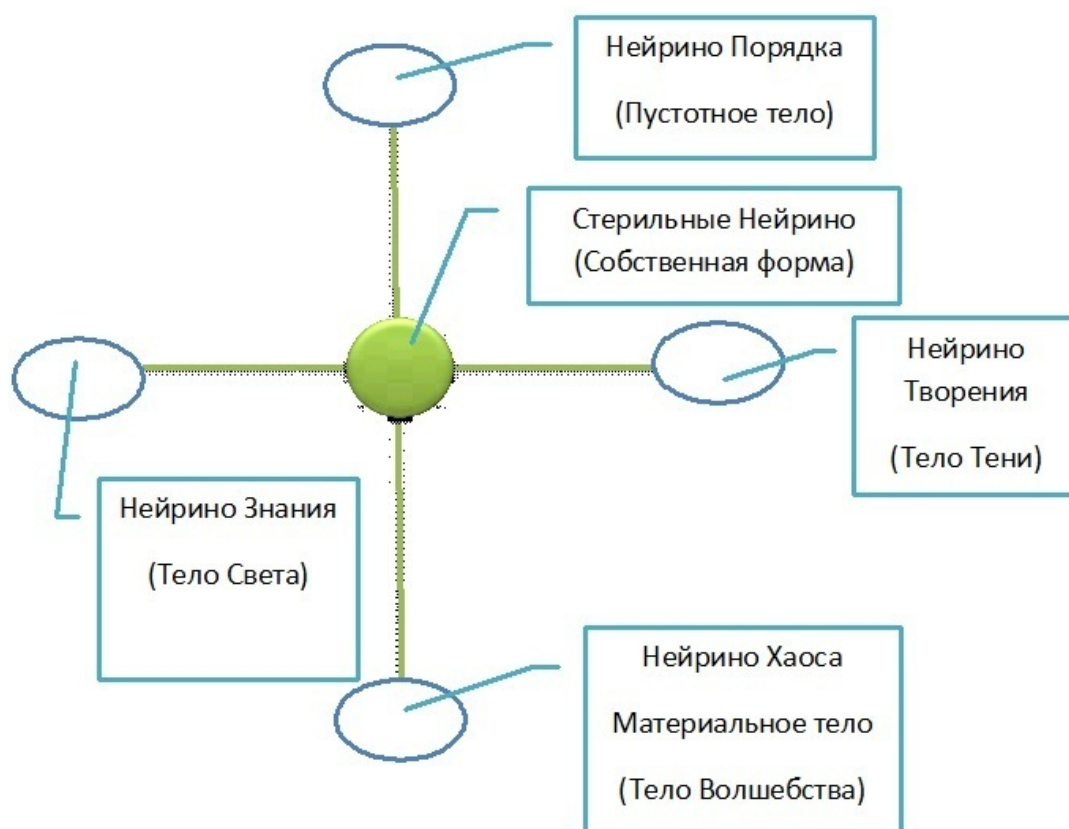 Нейрино Порядка
(Пустотное тело)
Стерильные Нейрино
(Собственная форма)
Нейрино
Творения
(Тело Тени)
Нейрино Знания
(Тело Света)
Нейрино Хаоса
Материальное тело
(Тело Волшебства)